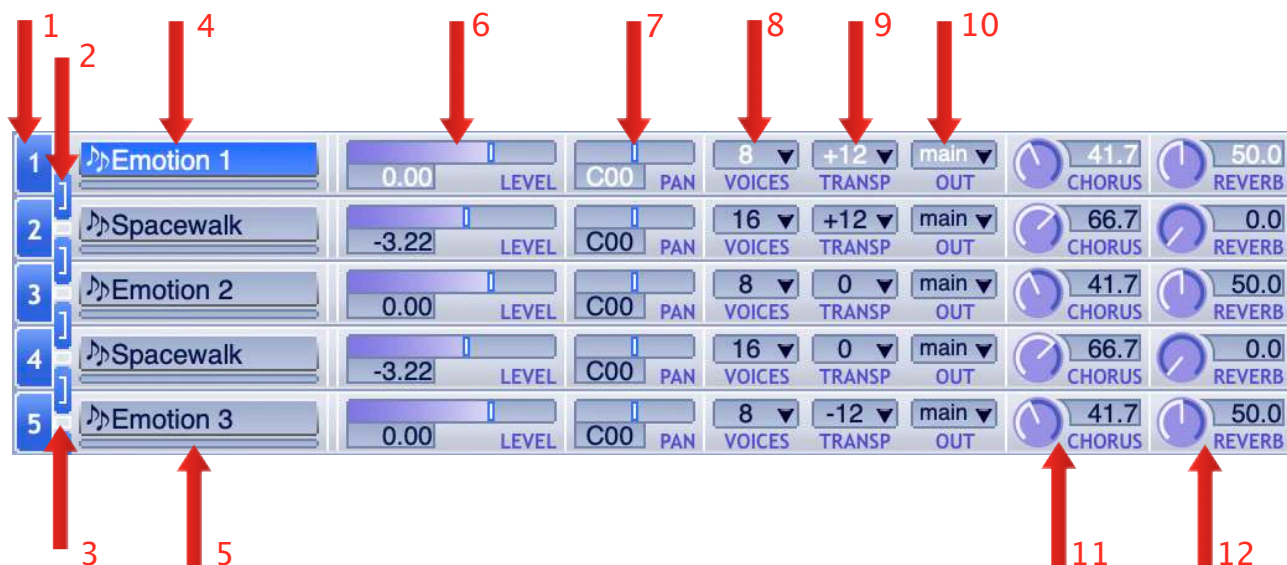 1 2 4 6 7 8 9 10
1 Emotion 1 0.00 LEVEL C00 PAN 8 VOICES +12 TRANSP main OUT 41.7 CHORUS 50.0 REVERB
2 Spacewalk -3.22 LEVEL C00 PAN 16 VOICES +12 TRANSP main OUT 66.7 CHORUS 0.0 REVERB
3 Emotion 2 0.00 LEVEL C00 PAN 8 VOICES 0 TRANSP main OUT 41.7 CHORUS 50.0 REVERB
4 Spacewalk -3.22 LEVEL C00 PAN 16 VOICES 0 TRANSP main OUT 66.7 CHORUS 0.0 REVERB
5 Emotion 3 0.00 LEVEL C00 PAN 8 VOICES -12 TRANSP main OUT 41.7 CHORUS 50.0 REVERB
3 5 11 12